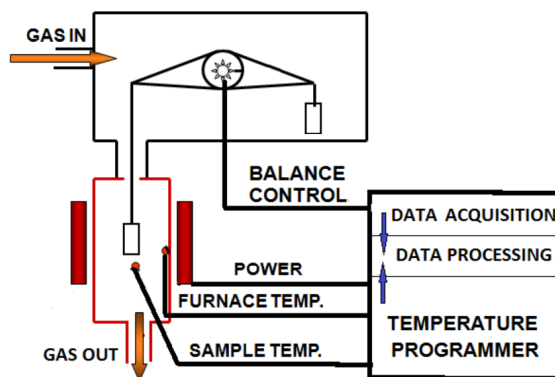 GAS IN
BALANCE
CONTROL
DATA ACQUISITION
DATA PROCESSING
POWER
FURNACE TEMP.
TEMPERATURE
PROGRAMMER
GAS OUT
SAMPLE TEMP.